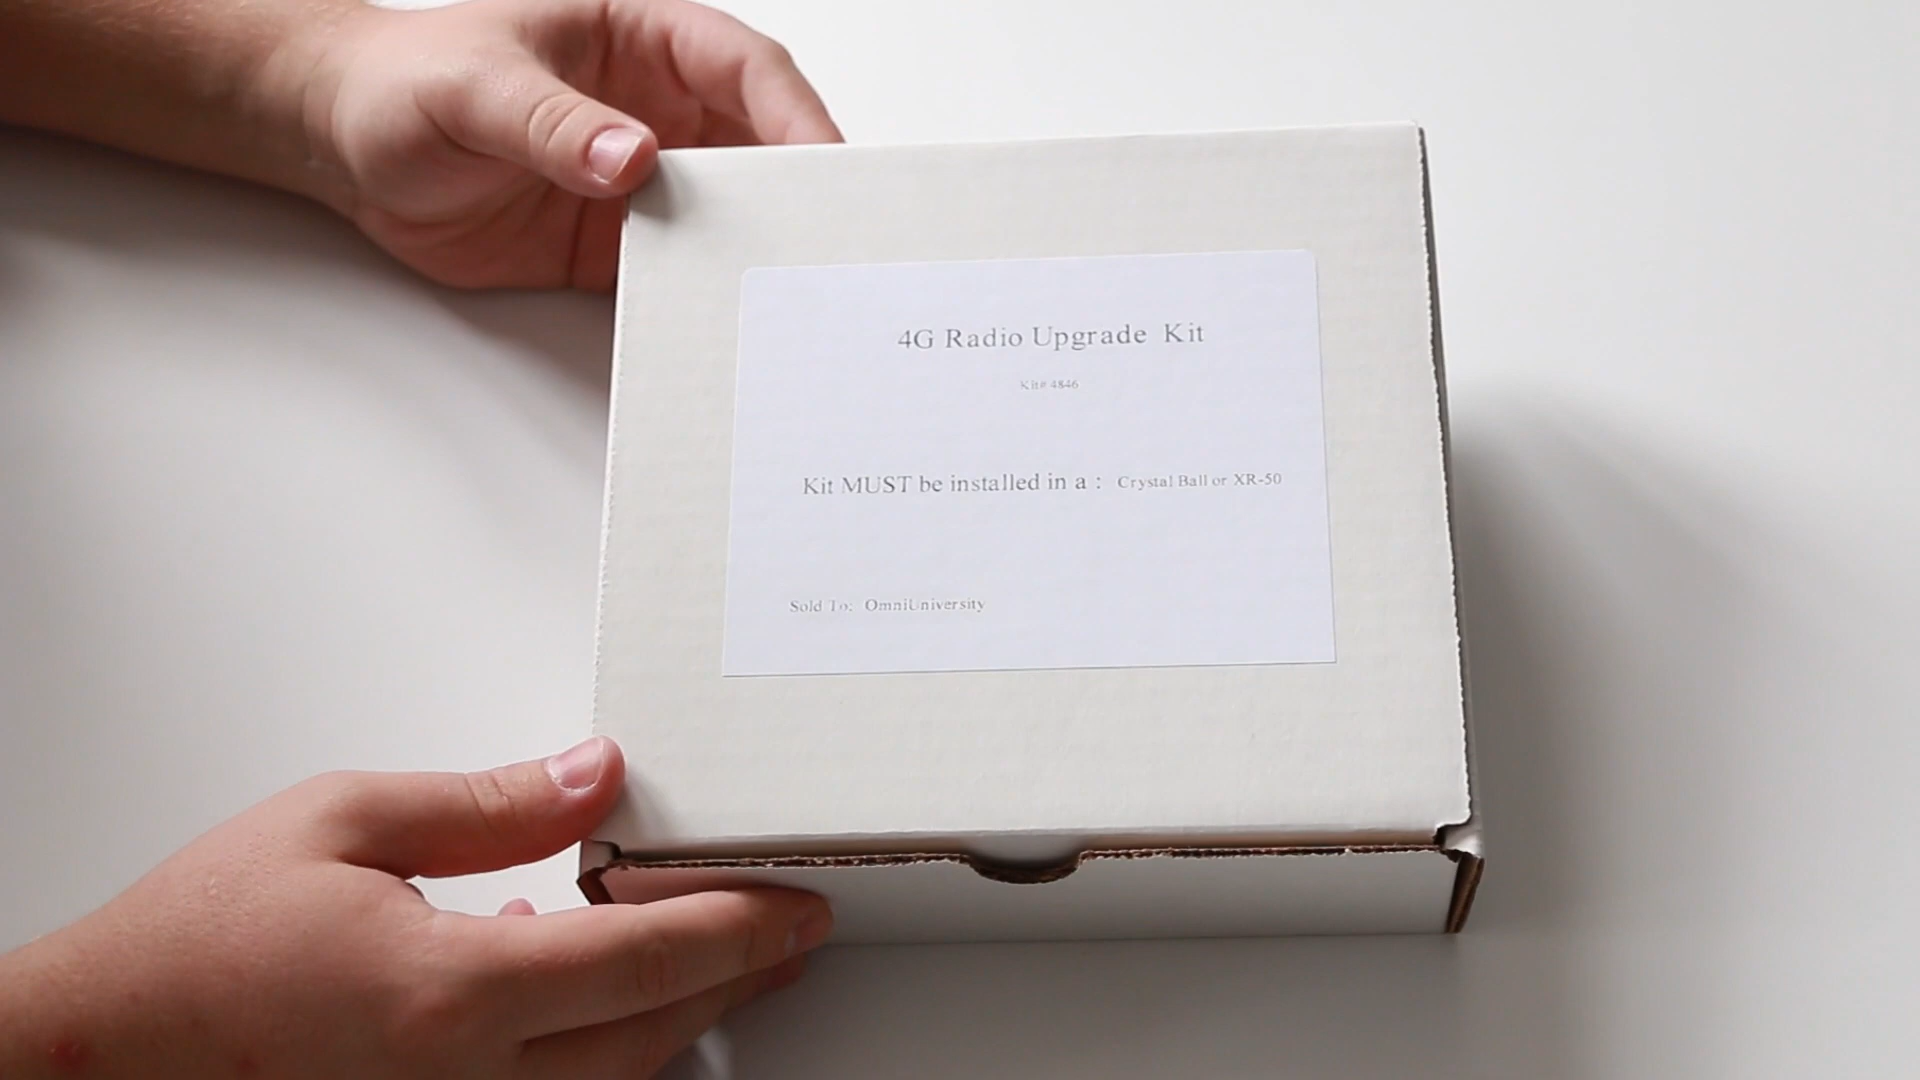 4G Radio Upgrade Kit
Kit# 4846
Kit MUST be installed in a : Crystal Ball or XR-50
Sold To: OmniUniversity